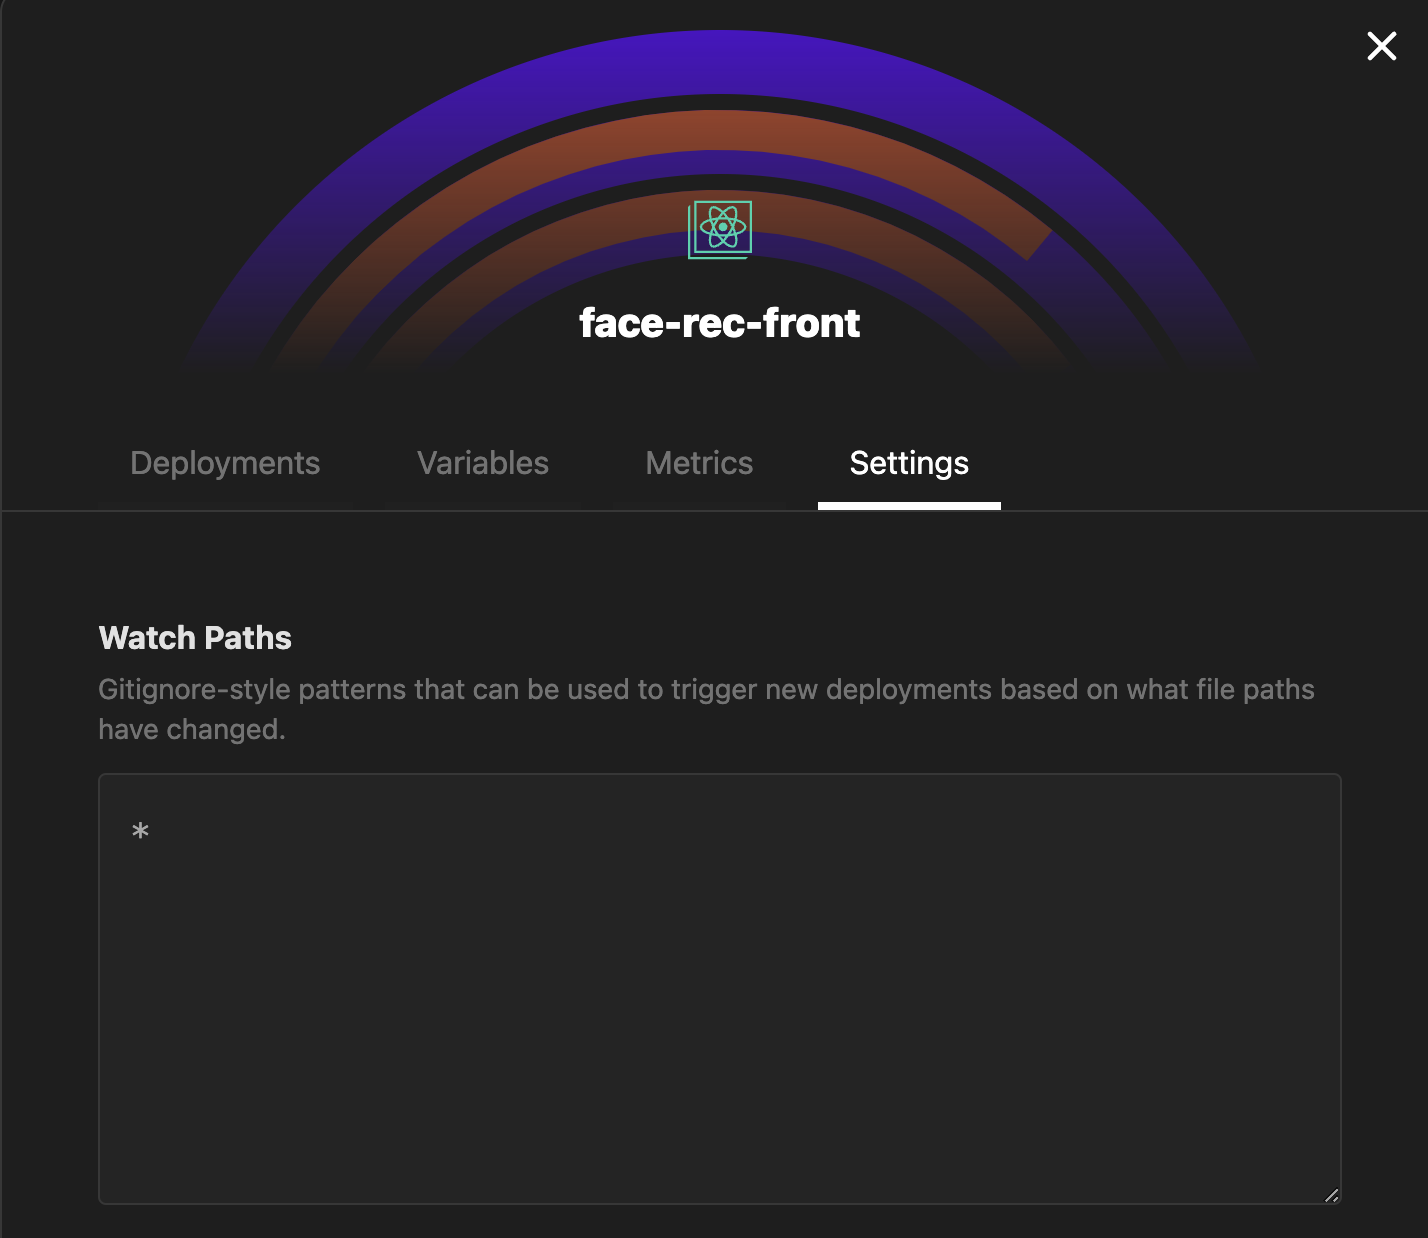 face-rec-front
Deployments Variables Metrics Settings
Watch Paths
Gitignore-style patterns that can be used to trigger new deployments based on what file paths
have changed.
*